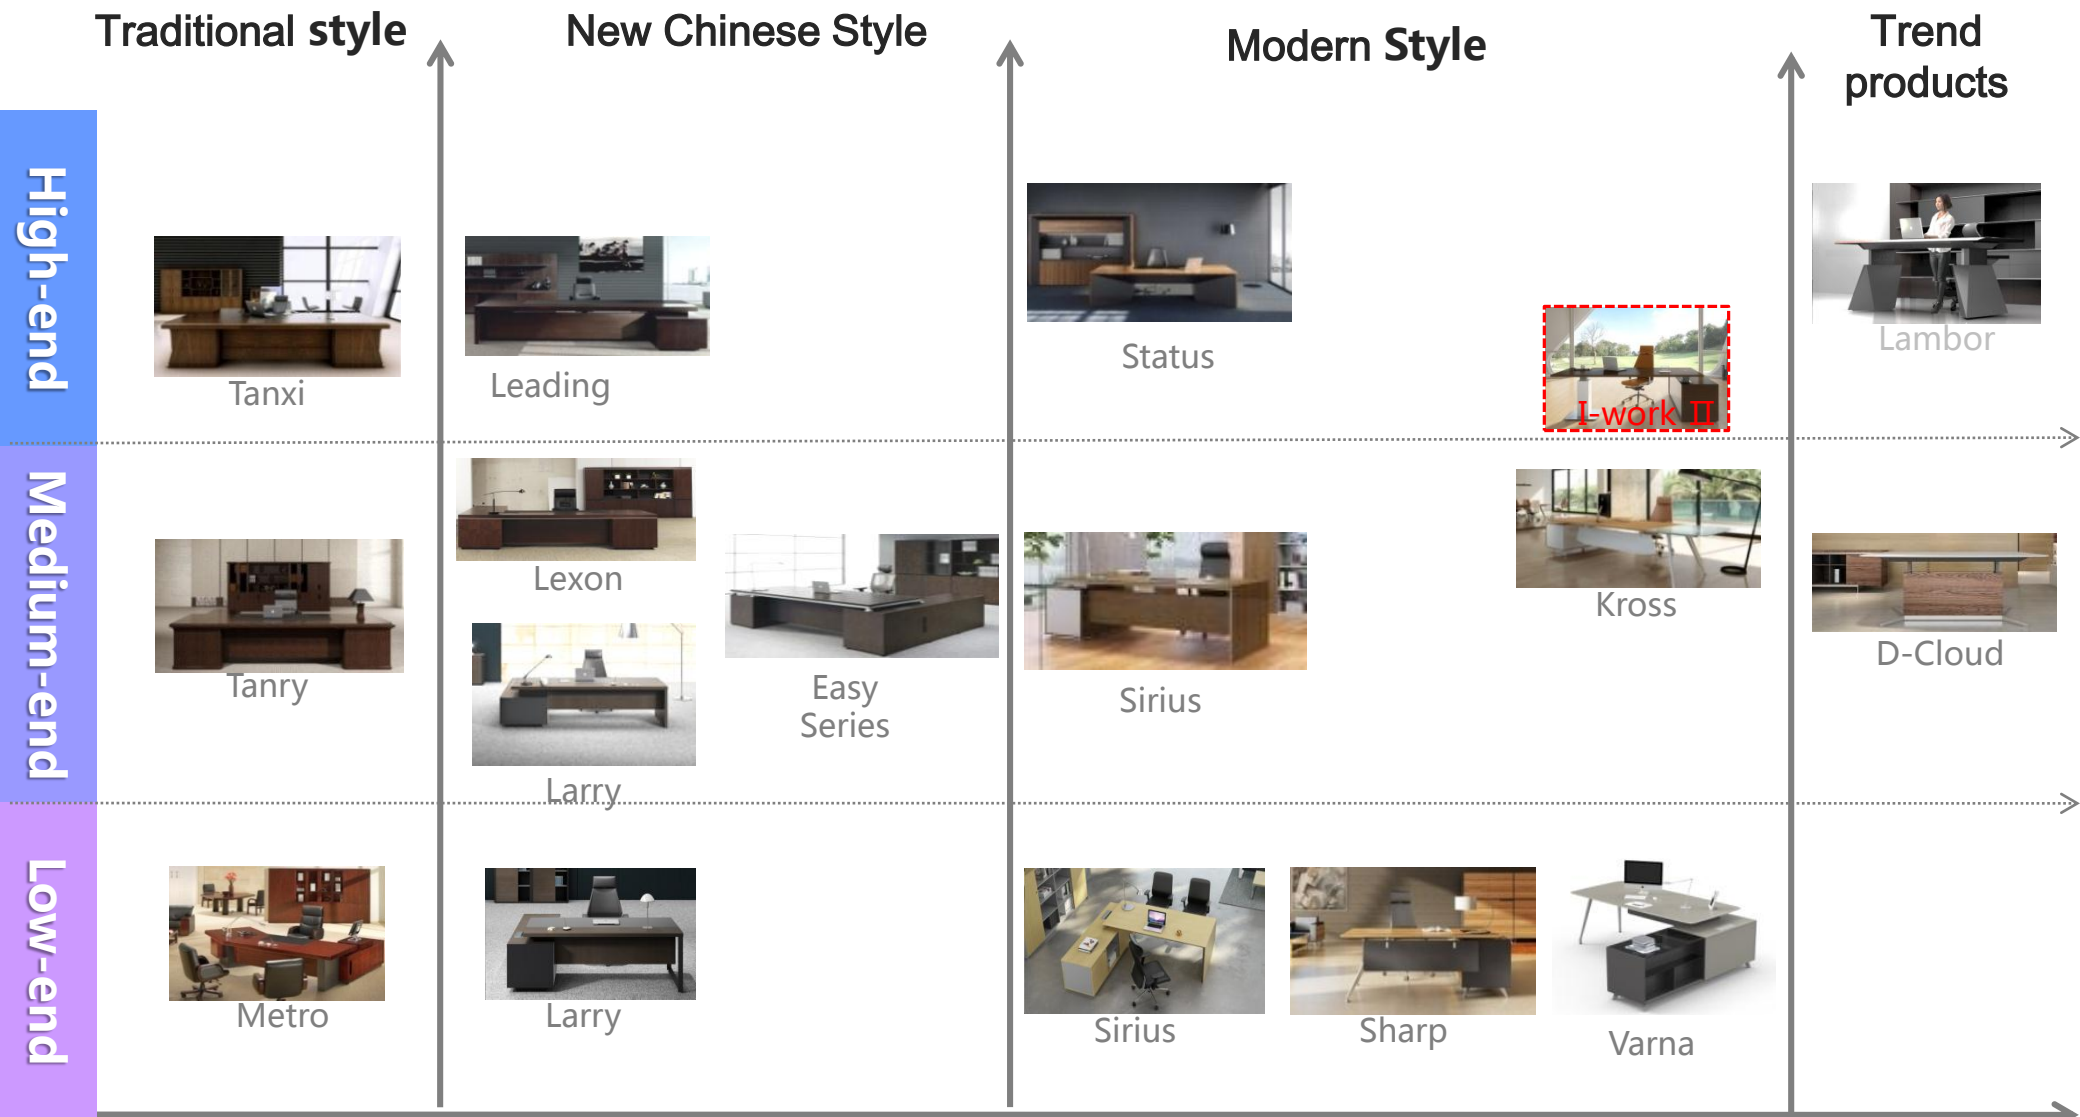 Traditional style
New Chinese Style
Modern Style
Trend
products
High-end
Tanxi
Leading
Status
I-work Ⅱ
Lambor
Medium-end
Tanry
Lexon
Larry
Easy
Series
Sirius
Kross
D-Cloud
Low-end
Metro
Larry
Sirius
Sharp
Varna